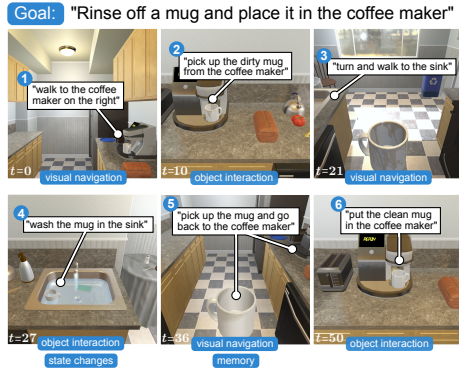 Goal: "Rinse off a mug and place it in the coffee maker"
1
"walk to the coffee
maker on the right"
t=0
visual navigation
2
"pick up the dirty mug
from the coffee maker"
t=10
object interaction
3
"turn and walk to the sink"
t=21
visual navigation
4
"wash the mug in the sink"
t=27
object interaction
state changes
5
"pick up the mug and go
back to the coffee maker"
t=36
visual navigation
memory
6
"put the clean mug
in the coffee maker"
t=50
object interaction